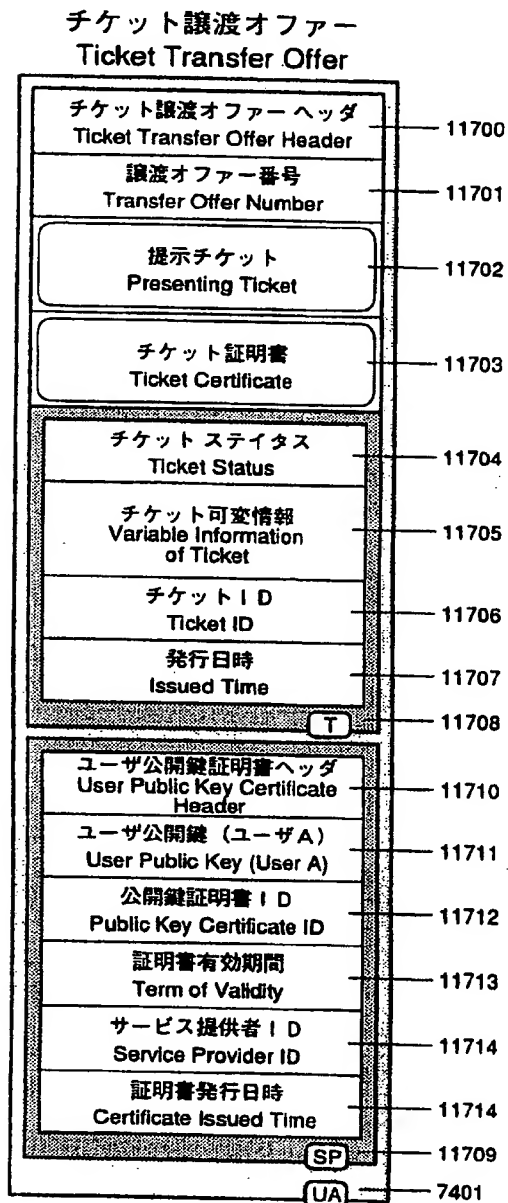 チケット譲渡オファー
Ticket Transfer Offer
チケット譲渡オファー ヘッダ
Ticket Transfer Offer Header
11700
譲渡オファー番号
Transfer Offer Number
11701
提示チケット
Presenting Ticket
11702
チケット証明書
Ticket Certificate
11703
チケット ステイタス
Ticket Status
11704
チケット可変情報
Variable Information
of Ticket
11705
チケットID
Ticket ID
11706
発行日時
Issued Time
11707
T
11708
ユーザ公開鍵証明書ヘッダ
User Public Key Certificate
Header
11710
ユーザ公開鍵(ユーザA)
User Public Key (User A)
11711
公開鍵証明書ID
Public Key Certificate ID
11712
証明書有効期間
Term of Validity
11713
サービス提供者ID
Service Provider ID
11714
証明書発行日時
Certificate Issued Time
11714
SP
11709
UA
7401